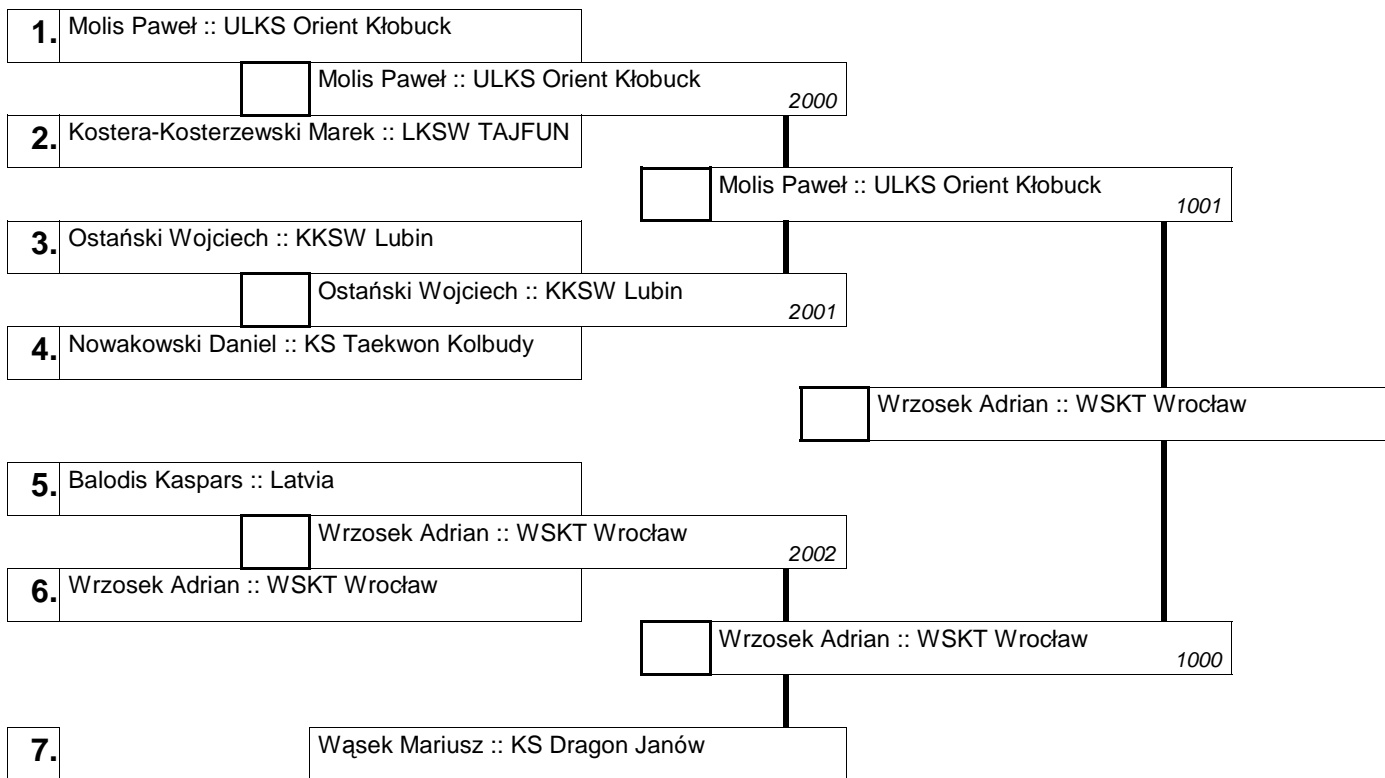 1. Molis Paweł :: ULKS Orient Kłobuck
Molis Paweł :: ULKS Orient Kłobuck
2000
2. Kostera-Kosterzewski Marek :: LKSW TAJFUN
Molis Paweł :: ULKS Orient Kłobuck
1001
3. Ostański Wojciech :: KKSW Lubin
Ostański Wojciech :: KKSW Lubin
2001
4. Nowakowski Daniel :: KS Taekwon Kolbudy
Wrzosek Adrian :: WSKT Wrocław
5. Balodis Kaspars :: Latvia
Wrzosek Adrian :: WSKT Wrocław
2002
6. Wrzosek Adrian :: WSKT Wrocław
Wrzosek Adrian :: WSKT Wrocław
1000
7. Wąsek Mariusz :: KS Dragon Janów